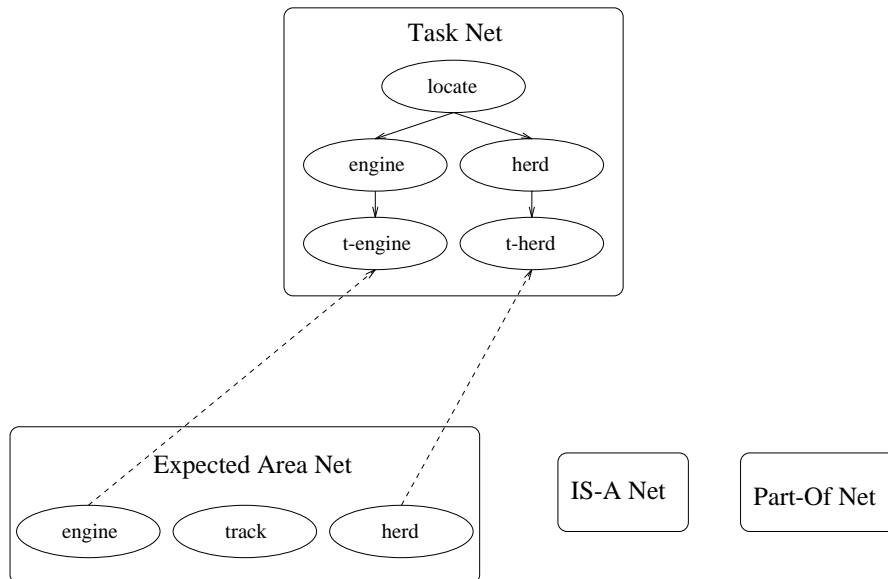 Task Net
locate
engine herd
t-engine t-herd
Expected Area Net
engine track herd
IS-A Net
Part-Of Net